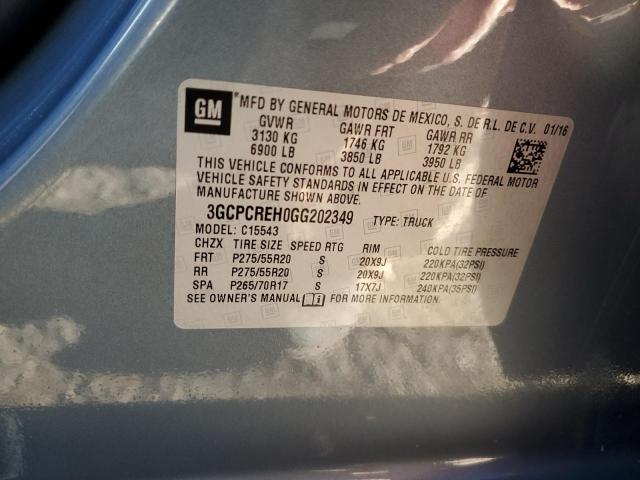 GM
*MFD BY GENERAL MOTORS DE MEXICO, S. DE R.L. DE C.V. 01/16
GVWR GAWR FRT GAWR RR
3130 KG 1746 KG 1792 KG
6900 LB 3850 LB 3950 LB
THIS VEHICLE CONFORMS TO ALL APPLICABLE U.S. FEDERAL MOTOR
VEHICLE SAFETY STANDARDS IN EFFECT ON THE DATE OF
MANUFACTURE SHOWN ABOVE.
3GCPCREH0GG202349 TYPE: TRUCK
MODEL: C15543
CHZX TIRE SIZE SPEED RTG RIM COLD TIRE PRESSURE
FRT P275/55R20 S 20X9J 220KPA(32PSI)
RR P275/55R20 S 20X9J 220KPA(32PSI)
SPA P265/70R17 S 17X7J 240KPA(35PSI)
SEE OWNER'S MANUAL FOR MORE INFORMATION.